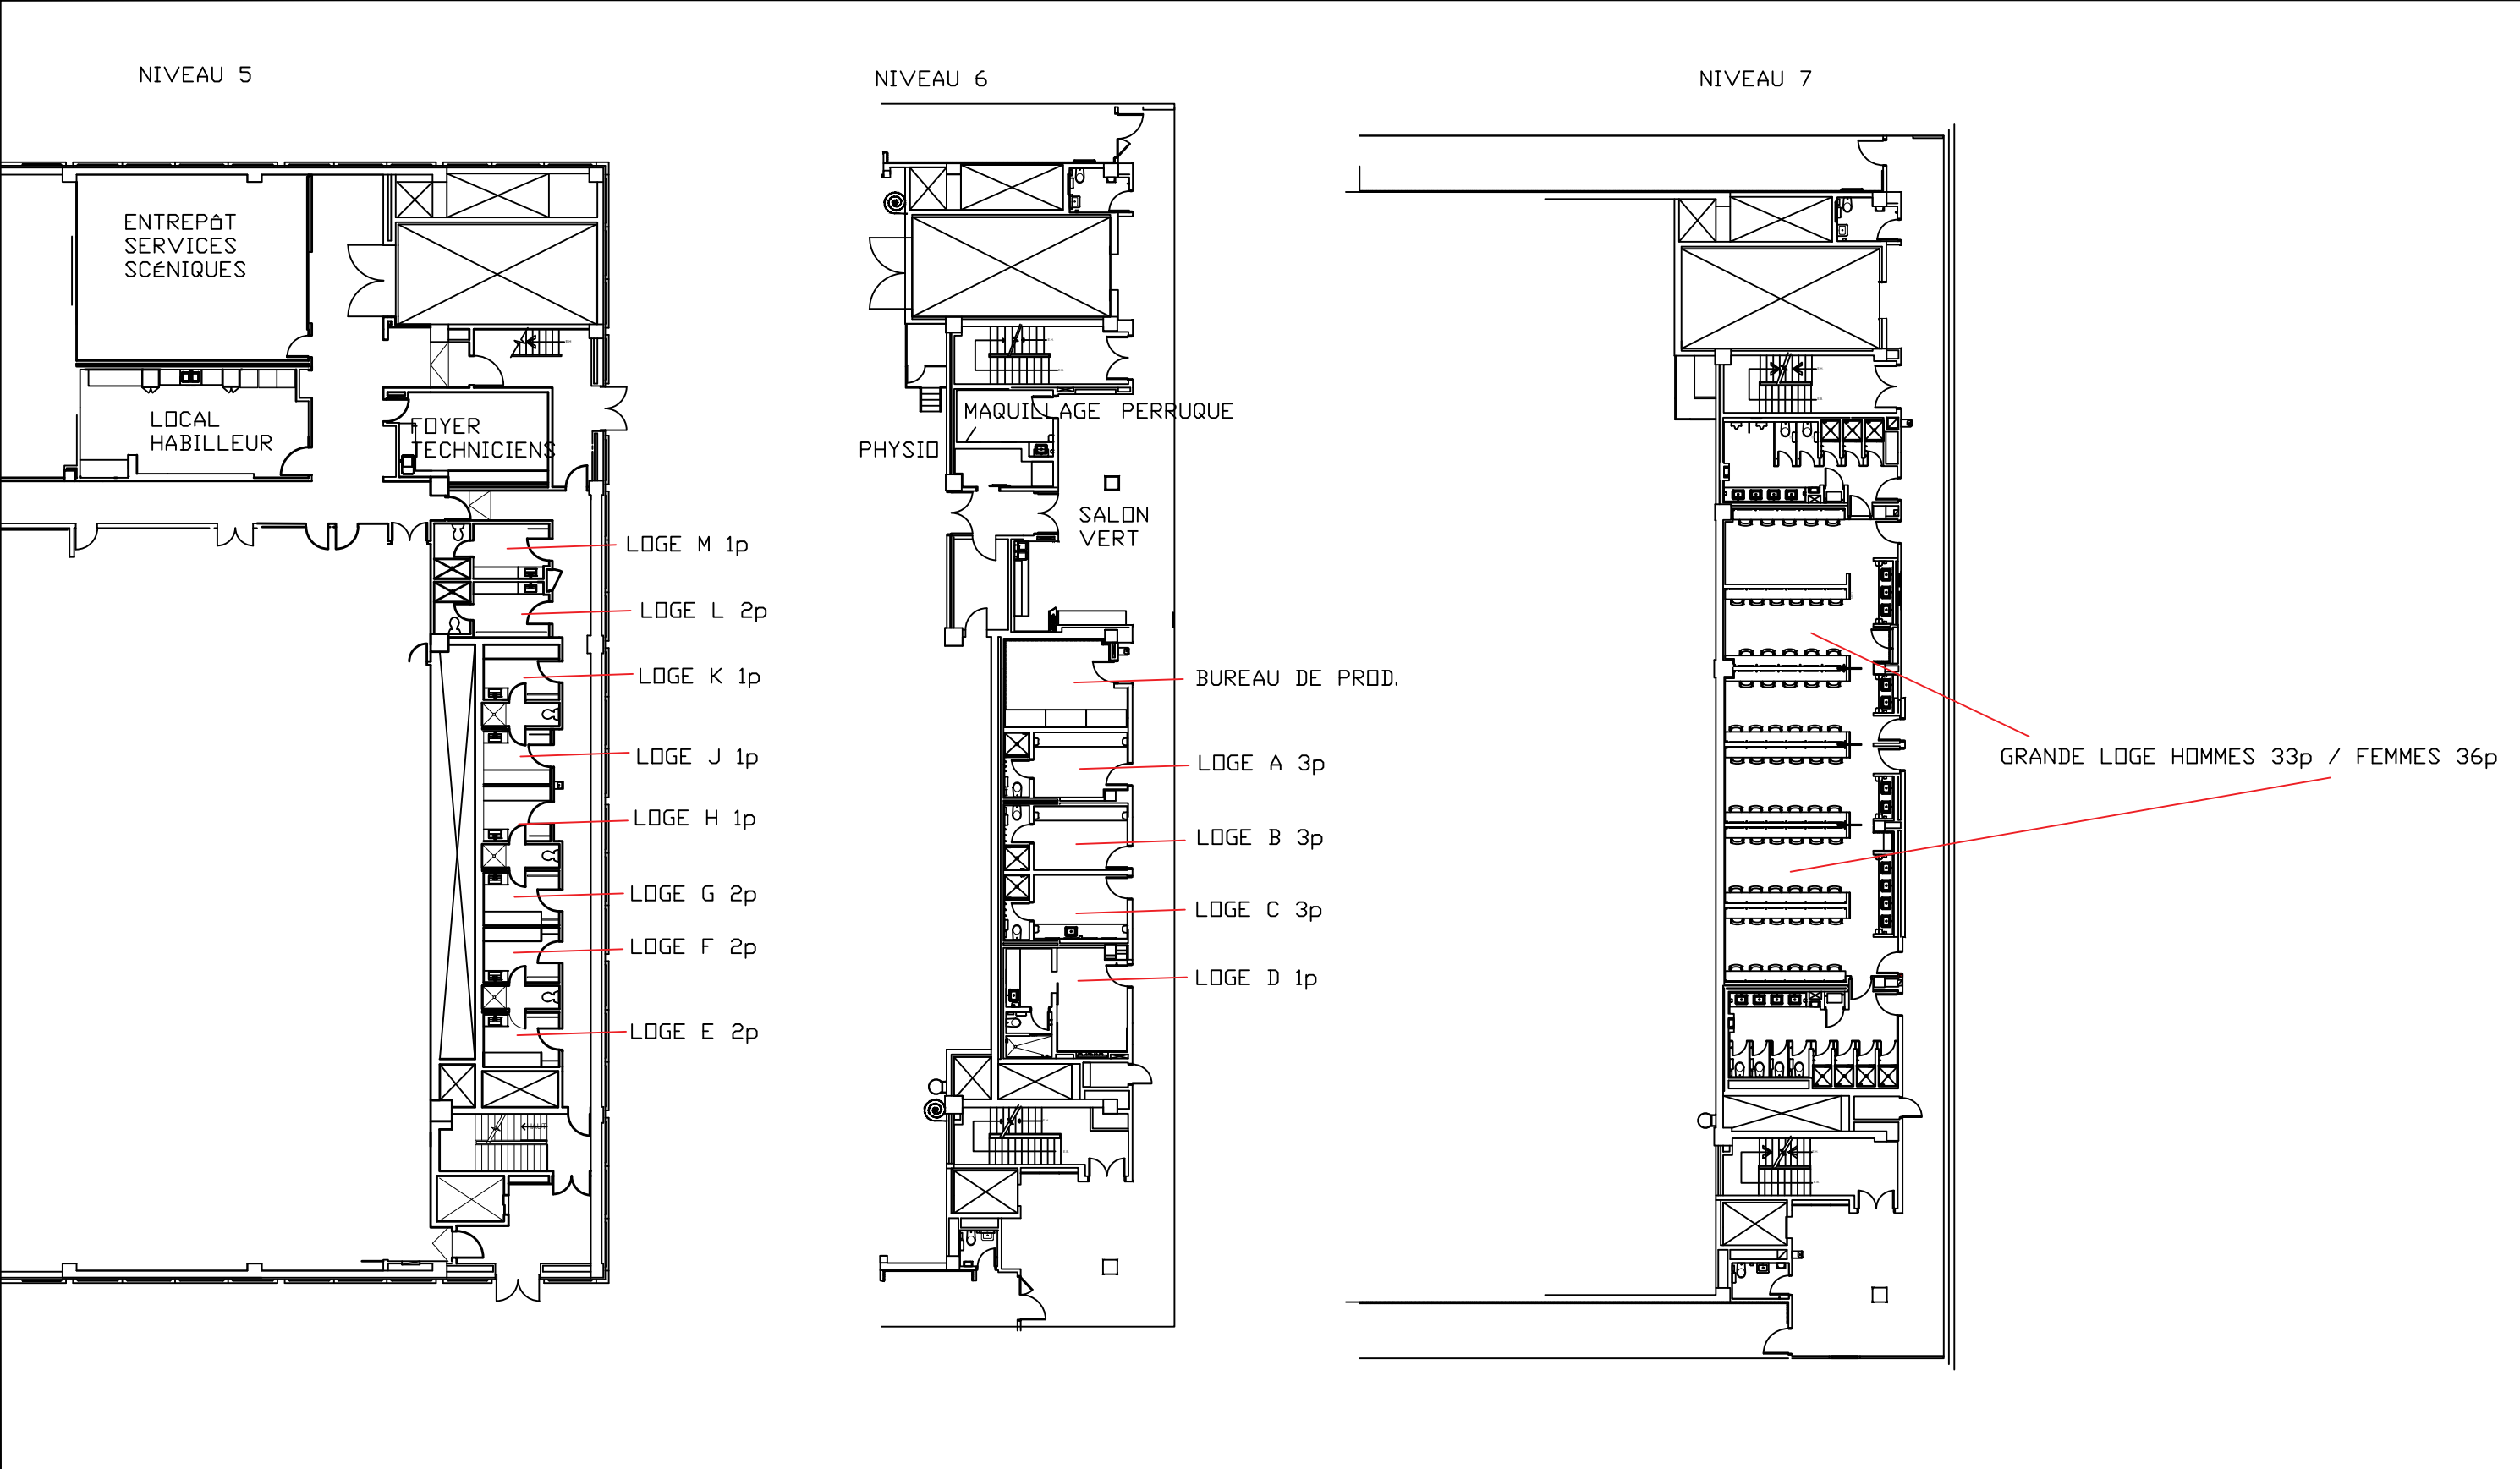 NIVEAU 5
ENTREPôT
SERVICES
SCéNIQUES
LOCAL
HABILLEUR
FOYER
TECHNICIENS
LOGE M 1p
LOGE L 2p
LOGE K 1p
LOGE J 1p
LOGE H 1p
LOGE G 2p
LOGE F 2p
LOGE E 2p
NIVEAU 6
MAQUILLAGE PERRUQUE
PHYSIO
SALON
VERT
BUREAU DE PROD.
LOGE A 3p
LOGE B 3p
LOGE C 3p
LOGE D 1p
NIVEAU 7
GRANDE LOGE HOMMES 33p / FEMMES 36p